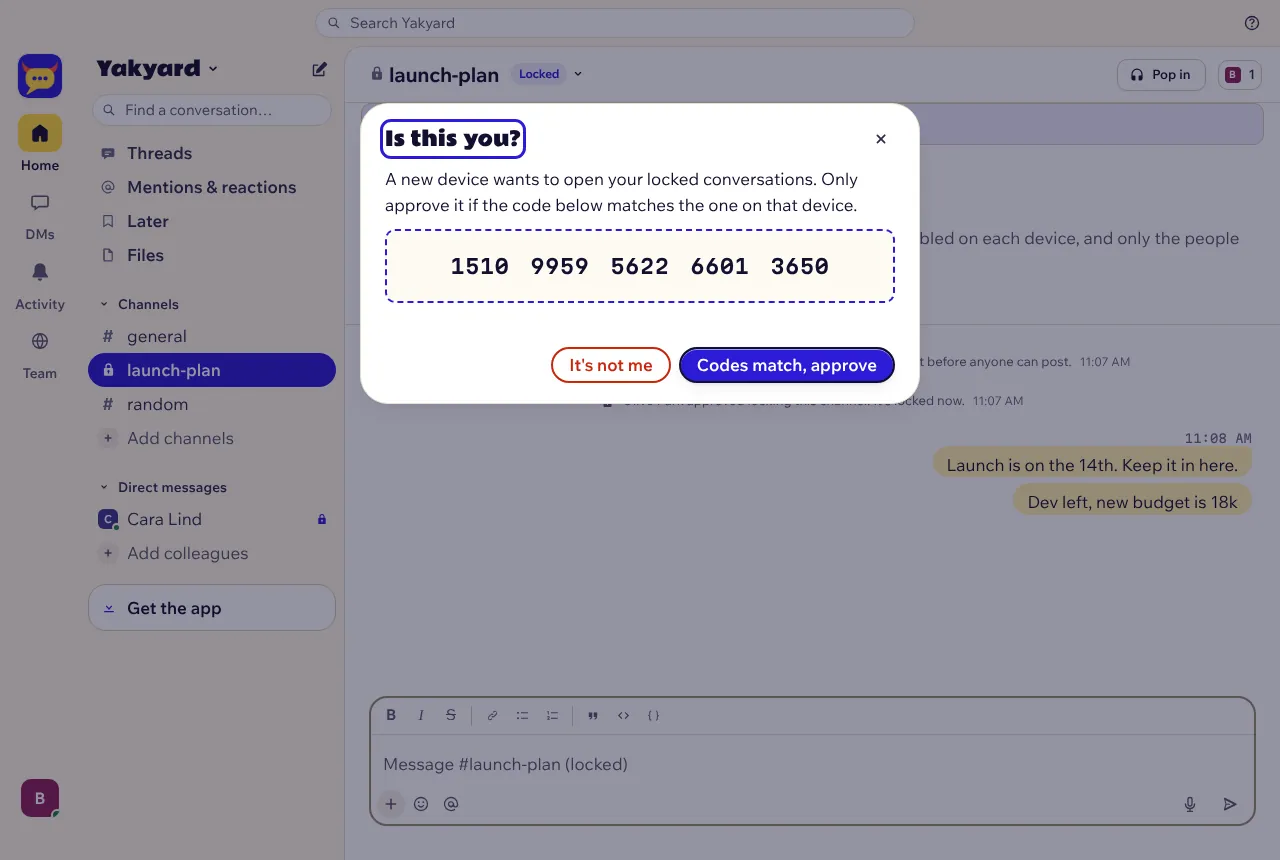 Search Yakyard
Yakyard
Find a conversation…
Home
Threads
Mentions & reactions
DMs
Later
Files
Activity
Channels
general
Team
launch-plan
random
Add channels
Direct messages
C Cara Lind
Add colleagues
Get the app
B
launch-plan Locked
Pop in
B 1
Is this you?
A new device wants to open your locked conversations. Only
approve it if the code below matches the one on that device.
1510 9959 5622 6601 3650
It's not me
Codes match, approve
on each device, and only the people
before anyone can post. 11:07 AM
locked now. 11:07 AM
11:08 AM
Launch is on the 14th. Keep it in here.
Dev left, new budget is 18k
B I S
Message #launch-plan (locked)